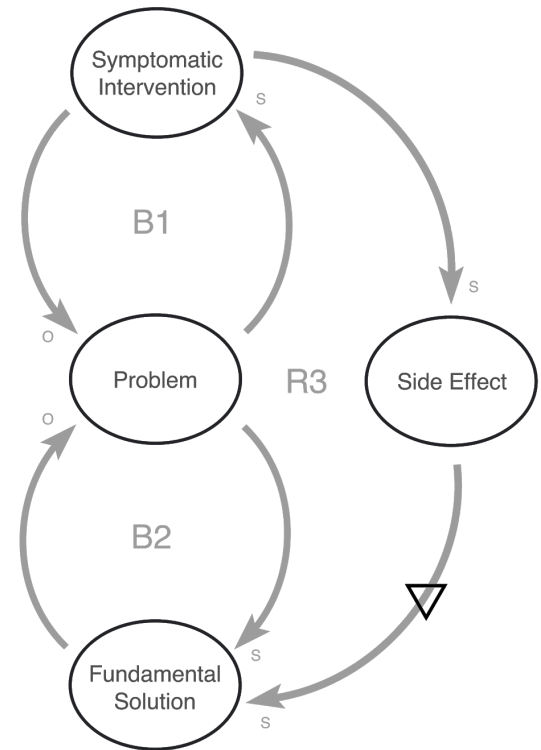 Symptomatic
Intervention
S
B1
S
O
Problem
R3
Side Effect
O
B2
S
Fundamental
Solution
S